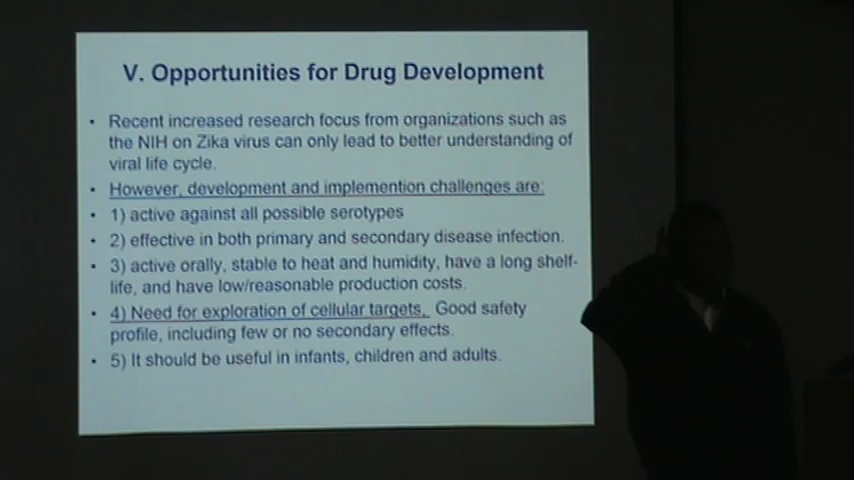 V. Opportunities for Drug Development
• Recent increased research focus from organizations such as
the NIH on Zika virus can only lead to better understanding of
viral life cycle.
• However, development and implemention challenges are:
• 1) active against all possible serotypes
• 2) effective in both primary and secondary disease infection.
• 3) active orally, stable to heat and humidity, have a long shelf-
life, and have low/reasonable production costs.
• 4) Need for exploration of cellular targets. Good safety
profile, including few or no secondary effects.
• 5) It should be useful in infants, children and adults.